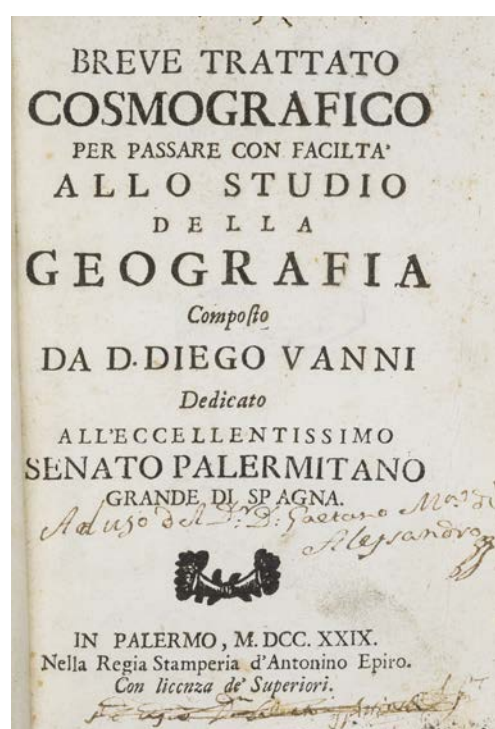 BREVE TRATTATO
COSMOGRAFICO
PER PASSARE CON FACILTA'
ALLO STUDIO
DELLA
GEOGRAFIA
Compoſto
DA D. DIEGO VANNI
Dedicato
ALL'ECCELLENTISSIMO
SENATO PALERMITANO
GRANDE DI SPAGNA.
Ad uso del D.r D. Gaetano M.a di
Alessandro
IN PALERMO, M. DCC. XXIX.
Nella Regia Stamperia d'Antonino Epiro.
Con licenza de' Superiori.